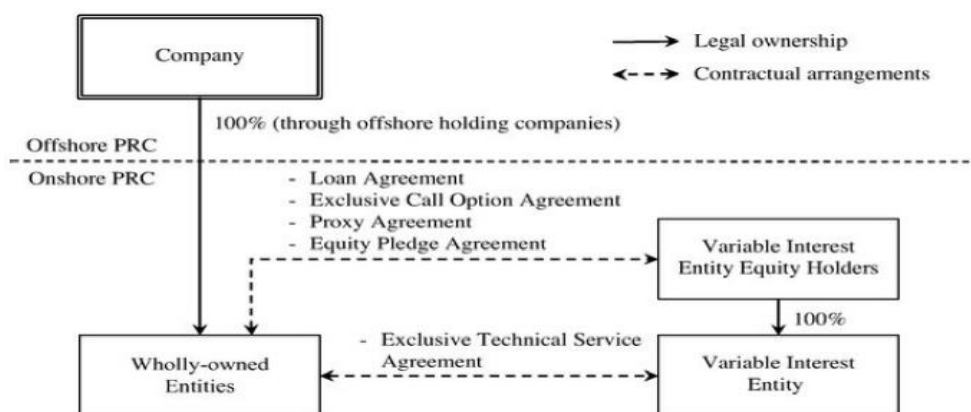 Company
Legal ownership
Contractual arrangements
100% (through offshore holding companies)
Offshore PRC
Onshore PRC
- Loan Agreement
- Exclusive Call Option Agreement
- Proxy Agreement
- Equity Pledge Agreement
Variable Interest
Entity Equity Holders
100%
- Exclusive Technical Service
Agreement
Wholly-owned
Entities
Variable Interest
Entity